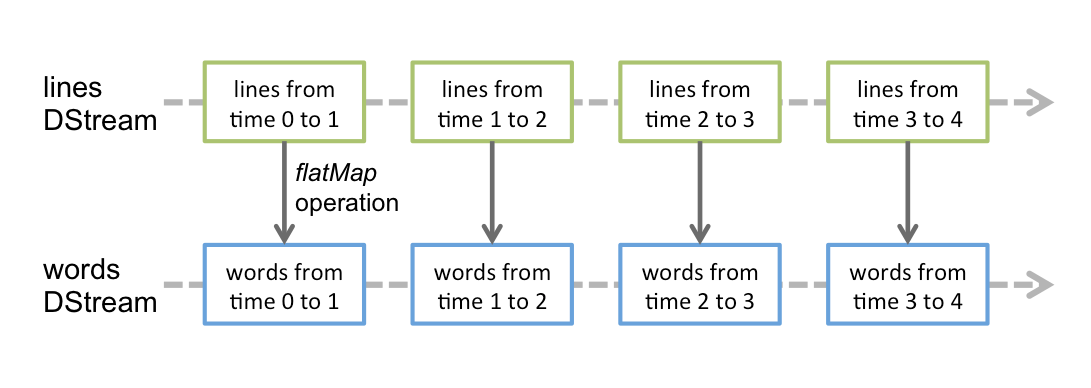 lines
DStream
lines from
time 0 to 1
lines from
time 1 to 2
lines from
time 2 to 3
lines from
time 3 to 4
flatMap
operation
words
DStream
words from
time 0 to 1
words from
time 1 to 2
words from
time 2 to 3
words from
time 3 to 4